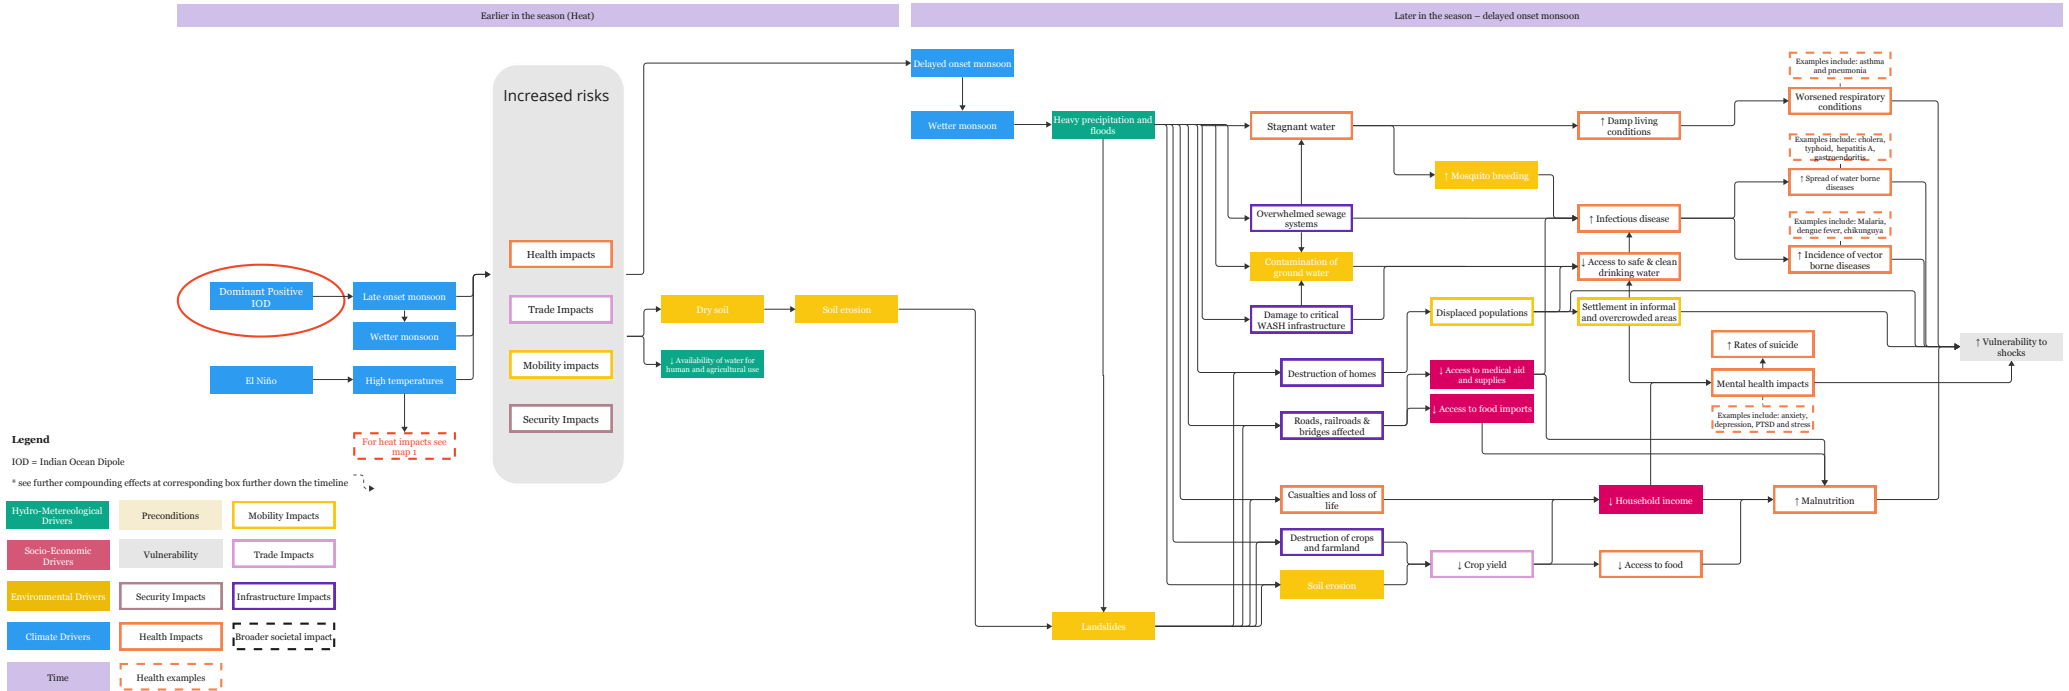 Earlier in the season (Heat)
Later in the season – delayed onset monsoon
Delayed onset monsoon
Wetter monsoon
Increased risks
Health impacts
Trade Impacts
Mobility impacts
Security Impacts
Dominant Positive
IOD
Late onset monsoon
Wetter monsoon
El Niño
High temperatures
For heat impacts see
map 1
Dry soil
Soil erosion
↓ Availability of water for
human and agricultural use
Heavy precipitation and
floods
Landslides
Stagnant water
Overwhelmed sewage
systems
Contamination of
ground water
Damage to critical
WASH infrastructure
Destruction of homes
Roads, railroads &
bridges affected
Casualties and loss of
life
Destruction of crops
and farmland
Soil erosion
↑ Mosquito breeding
Displaced populations
↓ Access to medical aid
and supplies
↓ Access to food imports
↓ Crop yield
↑ Damp living
conditions
↑ Infectious disease
↓ Access to safe & clean
drinking water
Settlement in informal
and overcrowded areas
↓ Household income
↓ Access to food
↑ Rates of suicide
Mental health impacts
Examples include: anxiety,
depression, PTSD and stress
↑ Malnutrition
Examples include: asthma
and pneumonia
Worsened respiratory
conditions
Examples include: cholera,
typhoid, hepatitis A,
gastroendoritis
↑ Spread of water borne
diseases
Examples include: Malaria,
dengue fever, chikunguya
↑ Incidence of vector
borne diseases
↑ Vulnerability to
shocks
Legend
IOD = Indian Ocean Dipole
* see further compounding effects at corresponding box further down the timeline
Hydro-Metereological
Drivers
Preconditions
Mobility Impacts
Socio-Economic
Drivers
Vulnerability
Trade Impacts
Environmental Drivers
Security Impacts
Infrastructure Impacts
Climate Drivers
Health Impacts
Broader societal impact
Time
Health examples